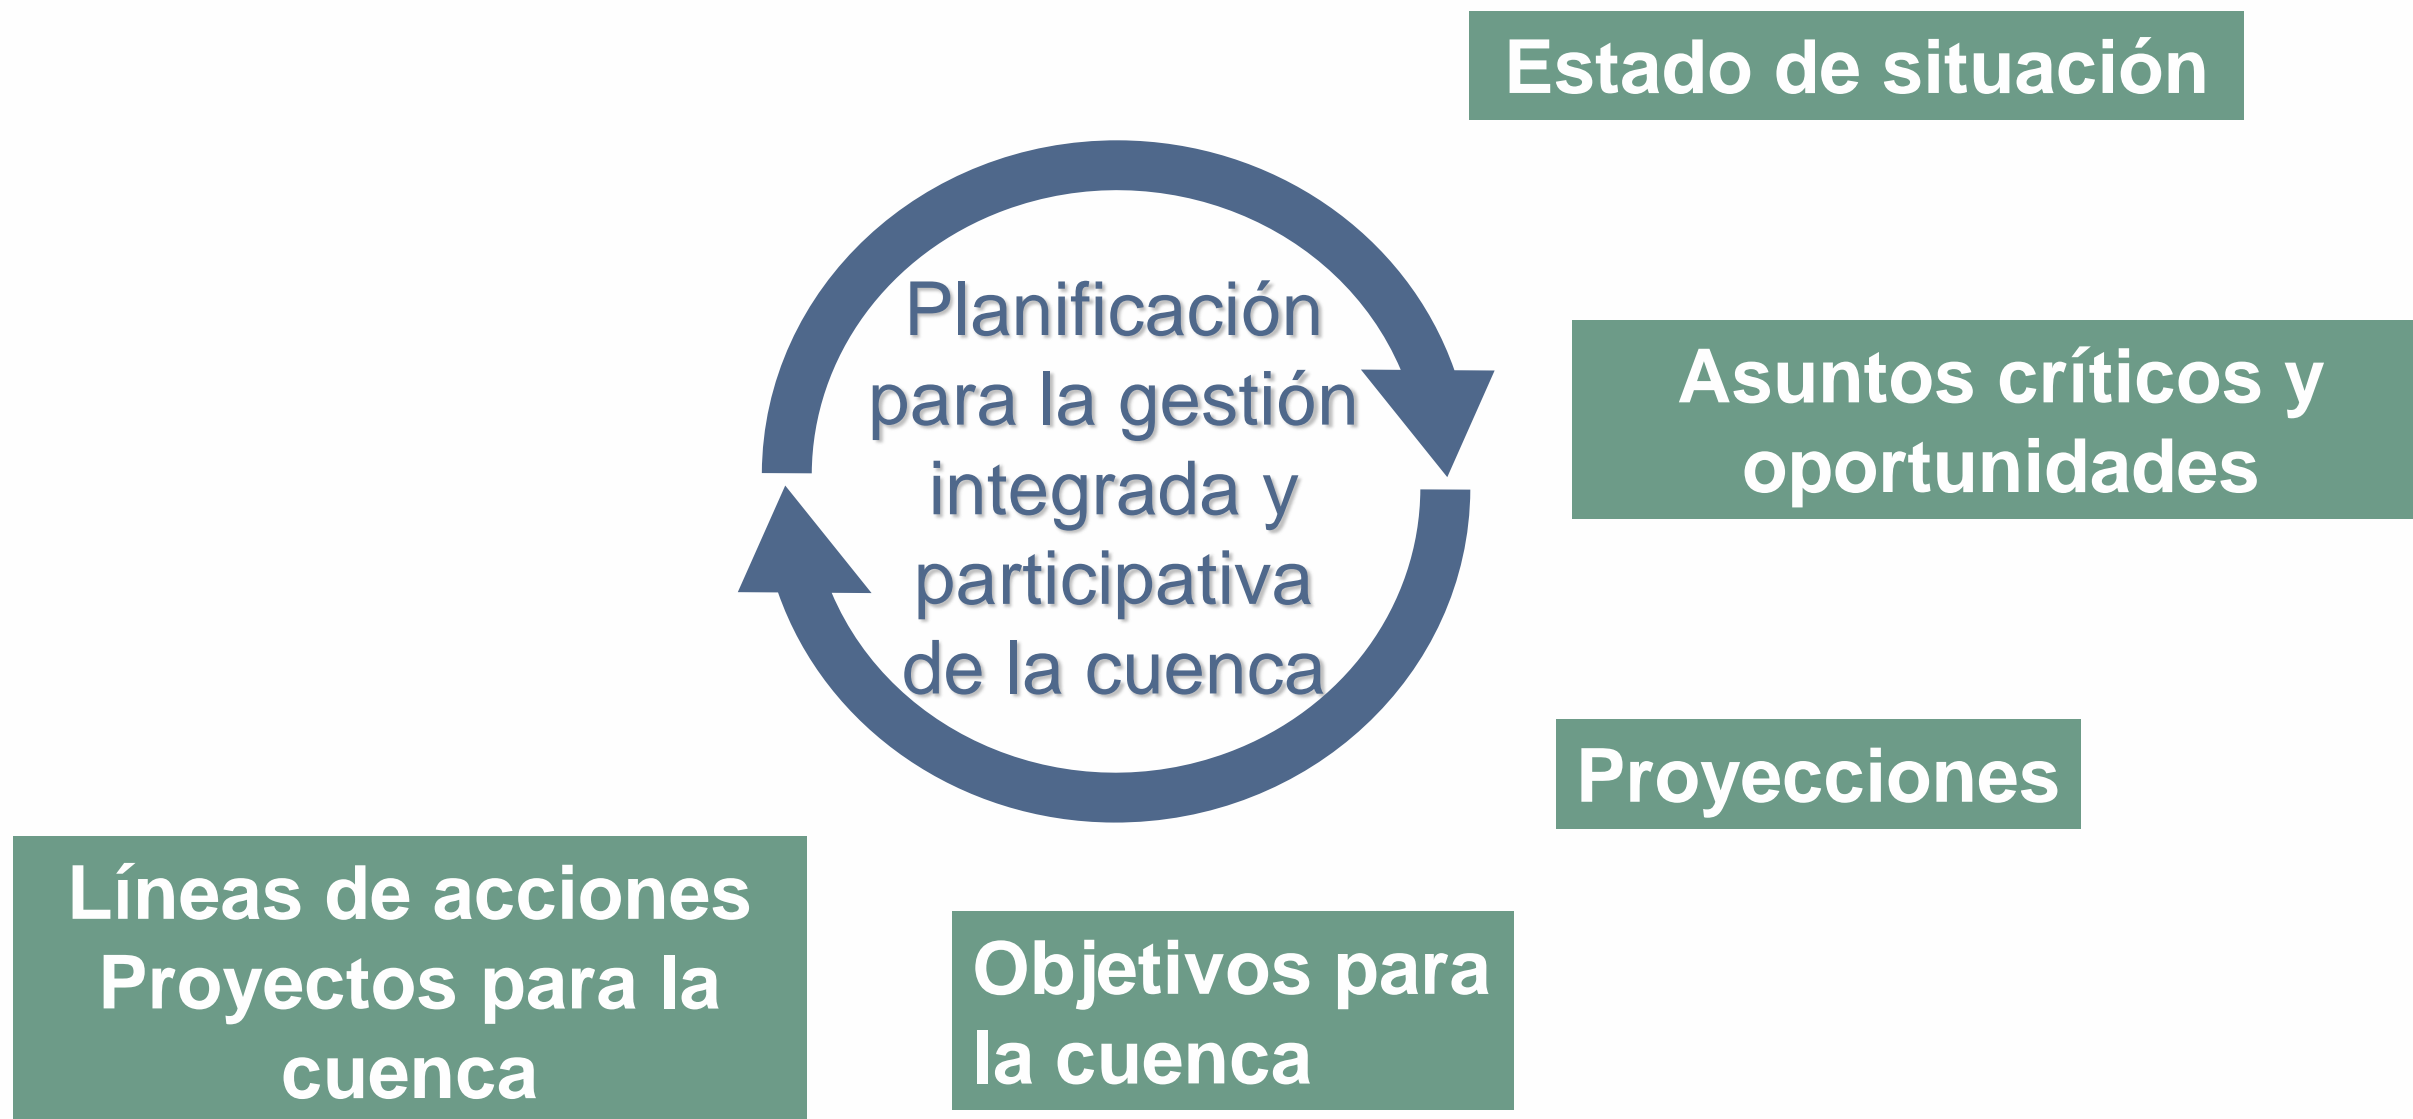 Estado de situación
Planificación
para la gestión
integrada y
participativa
de la cuenca
Asuntos críticos y
oportunidades
Proyecciones
Objetivos para
la cuenca
Líneas de acciones
Proyectos para la
cuenca